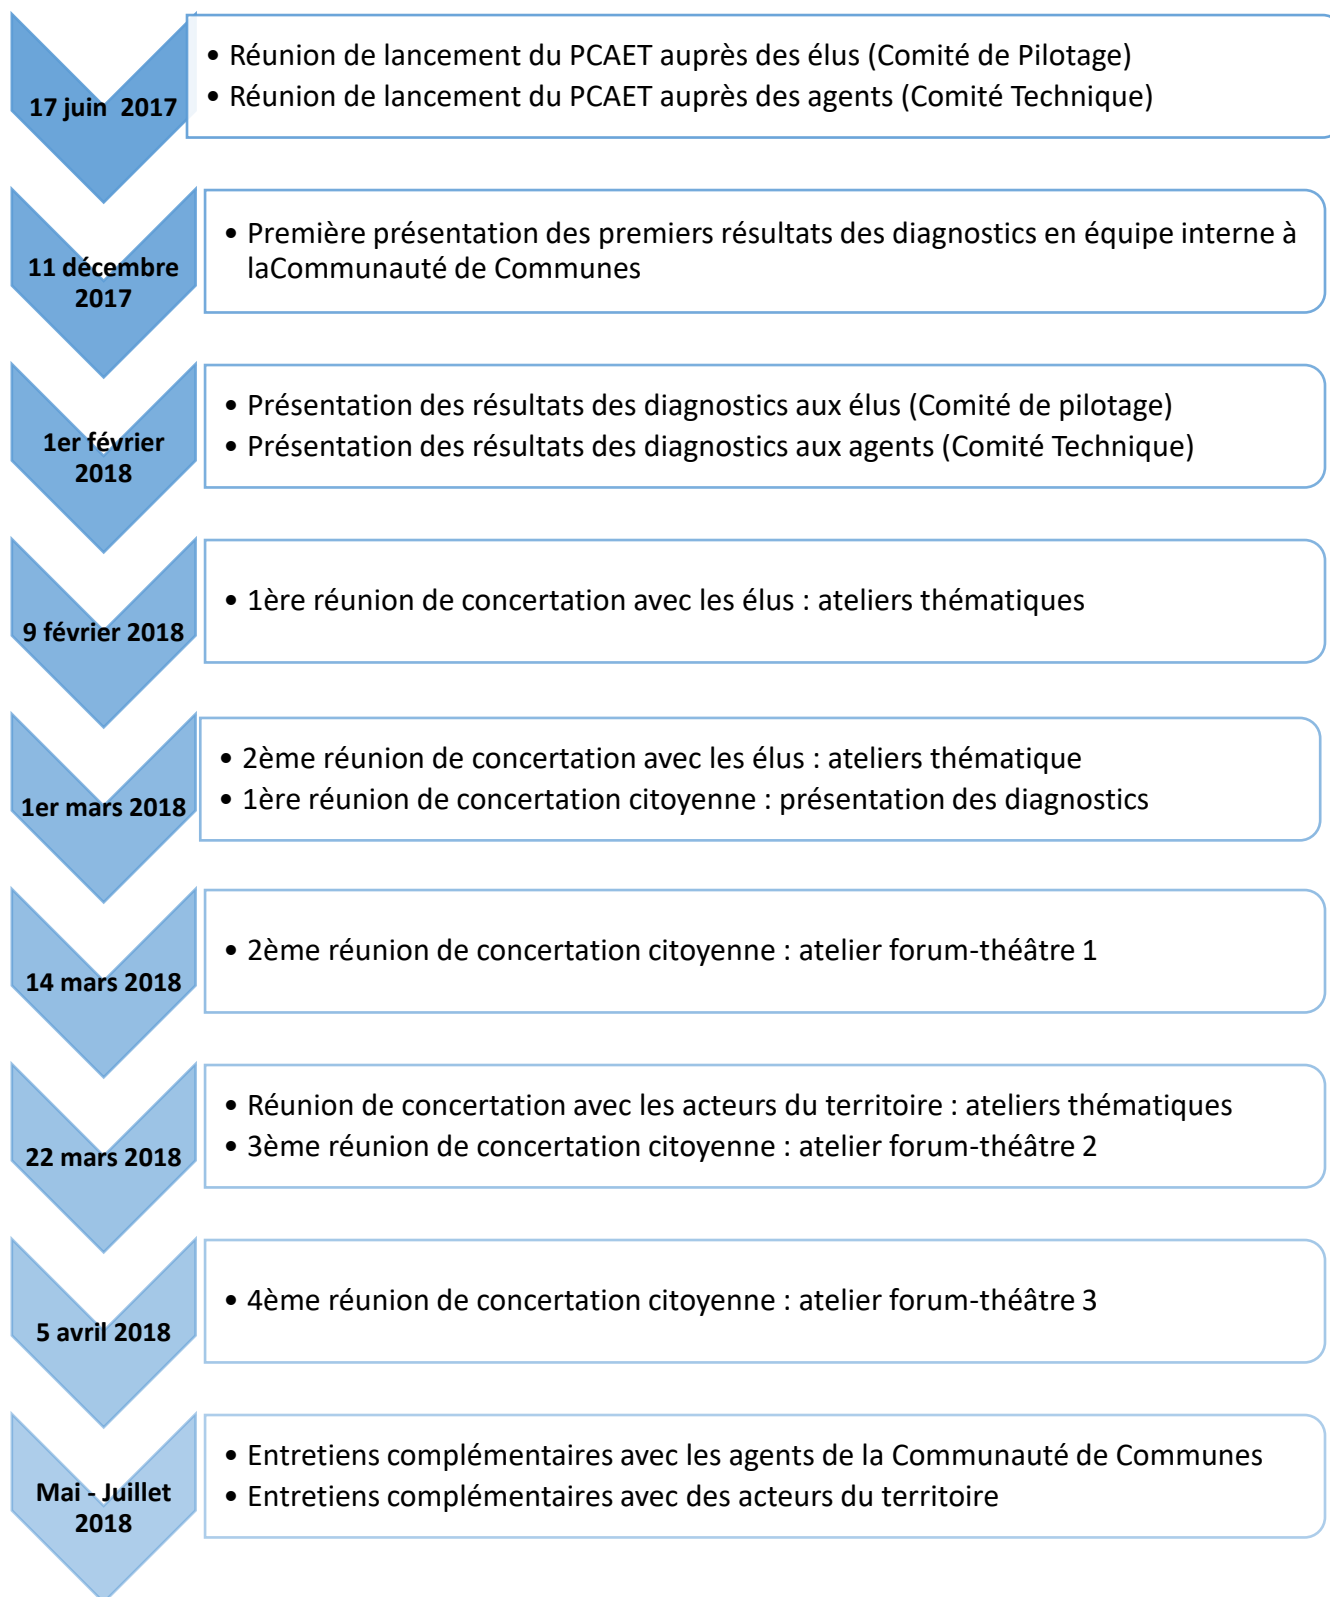 17 juin  2017
• Réunion de lancement du PCAET auprès des élus (Comité de Pilotage)
• Réunion de lancement du PCAET auprès des agents (Comité Technique)
11 décembre
2017
• Première présentation des premiers résultats des diagnostics en équipe interne à
laCommunauté de Communes
1er février
2018
• Présentation des résultats des diagnostics aux élus (Comité de pilotage)
• Présentation des résultats des diagnostics aux agents (Comité Technique)
9 février 2018
• 1ère réunion de concertation avec les élus : ateliers thématiques
1er mars 2018
• 2ème réunion de concertation avec les élus : ateliers thématique
• 1ère réunion de concertation citoyenne : présentation des diagnostics
14 mars 2018
• 2ème réunion de concertation citoyenne : atelier forum-théâtre 1
22 mars 2018
• Réunion de concertation avec les acteurs du territoire : ateliers thématiques
• 3ème réunion de concertation citoyenne : atelier forum-théâtre 2
5 avril 2018
• 4ème réunion de concertation citoyenne : atelier forum-théâtre 3
Mai - Juillet
2018
• Entretiens complémentaires avec les agents de la Communauté de Communes
• Entretiens complémentaires avec des acteurs du territoire